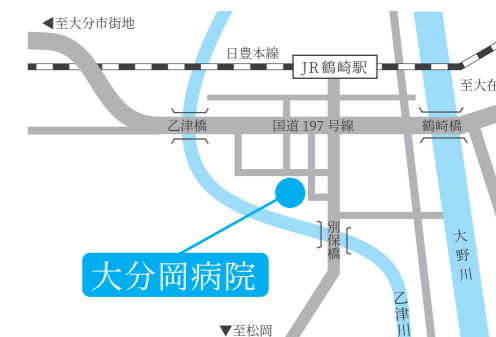 ◀至大分市街地
日豊本線
JR鶴崎駅
至大在
乙津橋
国道197号線
鶴崎橋
別保橋
大野川
大分岡病院
乙津川
▼至松岡